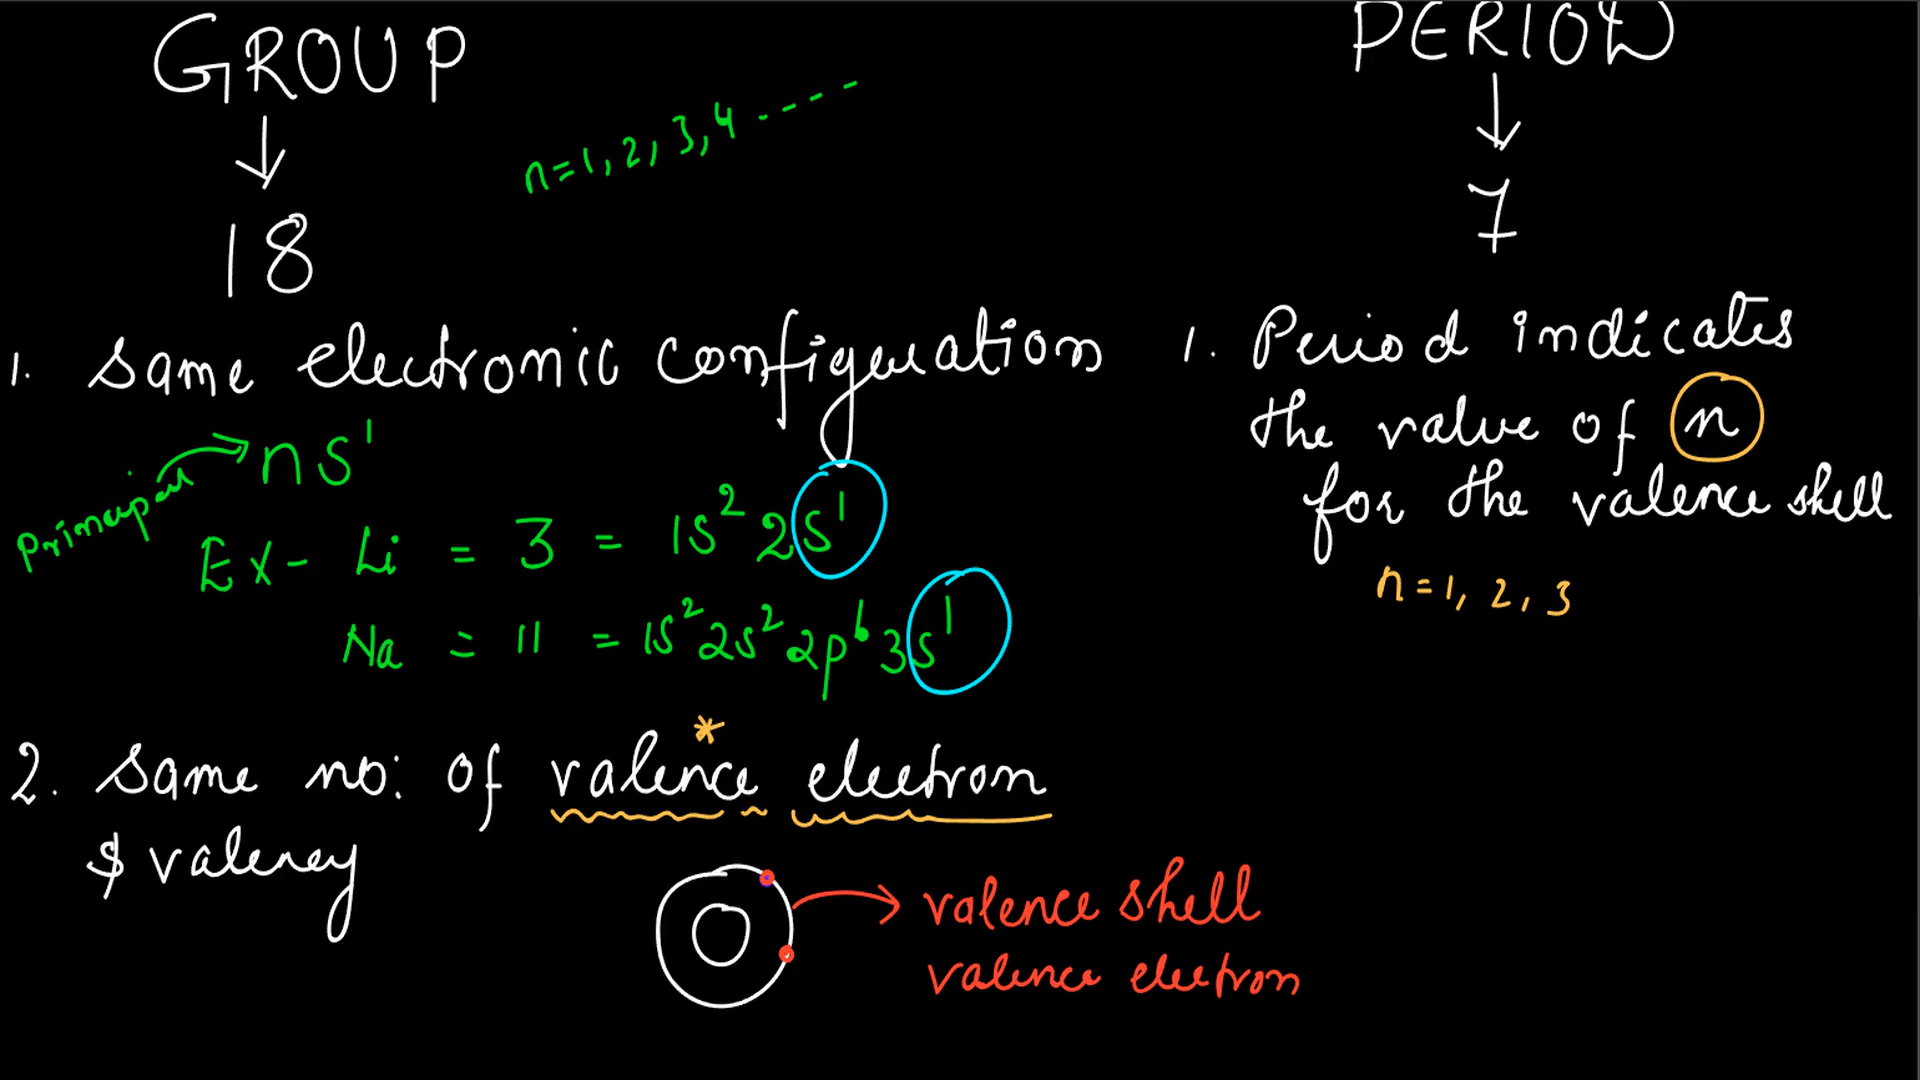 GROUP
18
n=1, 2, 3, 4 - - - -
1. Same electronic configuration
Principal
ns¹
Ex- Li = 3 = 1s² 2s¹
Na = 11 = 1s² 2s² 2p⁶ 3s¹
2. Same no: of valence electron
*
& valency
valence shell
valence electron
PERIOD
7
1. Period indicates
the value of n
for the valence shell
n=1, 2, 3